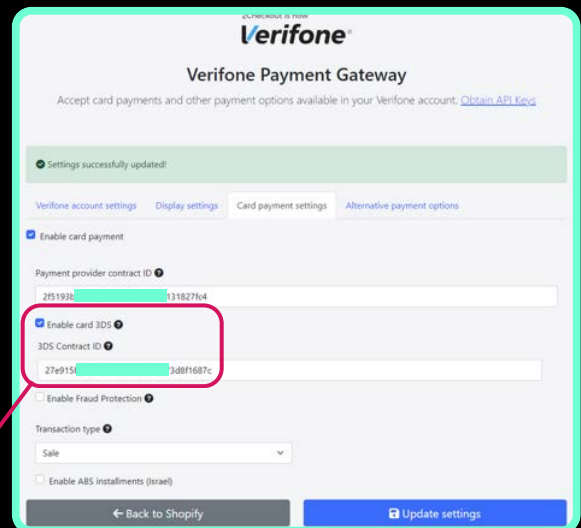 2Checkout is now
Verifone
Verifone Payment Gateway
Accept card payments and other payment options available in your Verifone account. Obtain API Keys
Settings successfully updated!
Verifone account settings Display settings Card payment settings Alternative payment options
Enable card payment
Payment provider contract ID
2f5193b 131827fc4
Enable card 3DS
3DS Contract ID
27e915 3d8f1687c
Enable Fraud Protection
Transaction type
Sale
Enable ABS installments (Israel)
← Back to Shopify Update settings